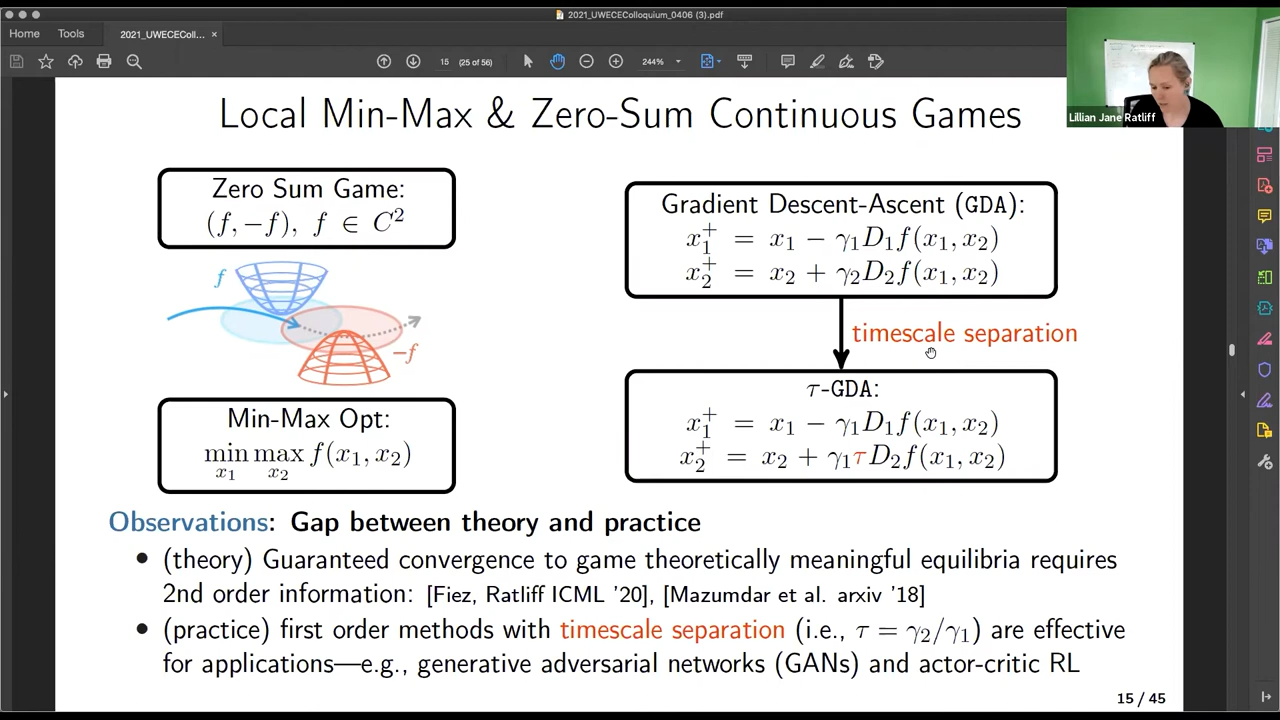 2021_UWECEColloquium_0406 (3).pdf
Home Tools 2021_UWECEColl... ×
15 (25 of 56) 244%
Lillian Jane Ratliff
Local Min-Max & Zero-Sum Continuous Games
Zero Sum Game:
(f, −f), f ∈ C²
f
−f
Min-Max Opt:
min max f(x₁, x₂)
x₁ x₂
Gradient Descent-Ascent (GDA):
x₁⁺ = x₁ − γ₁D₁f(x₁, x₂)
x₂⁺ = x₂ + γ₂D₂f(x₁, x₂)
timescale separation
τ-GDA:
x₁⁺ = x₁ − γ₁D₁f(x₁, x₂)
x₂⁺ = x₂ + γ₁τD₂f(x₁, x₂)
Observations: Gap between theory and practice
• (theory) Guaranteed convergence to game theoretically meaningful equilibria requires
2nd order information: [Fiez, Ratliff ICML '20], [Mazumdar et al. arxiv '18]
• (practice) first order methods with timescale separation (i.e., τ = γ₂/γ₁) are effective
for applications—e.g., generative adversarial networks (GANs) and actor-critic RL
15 / 45